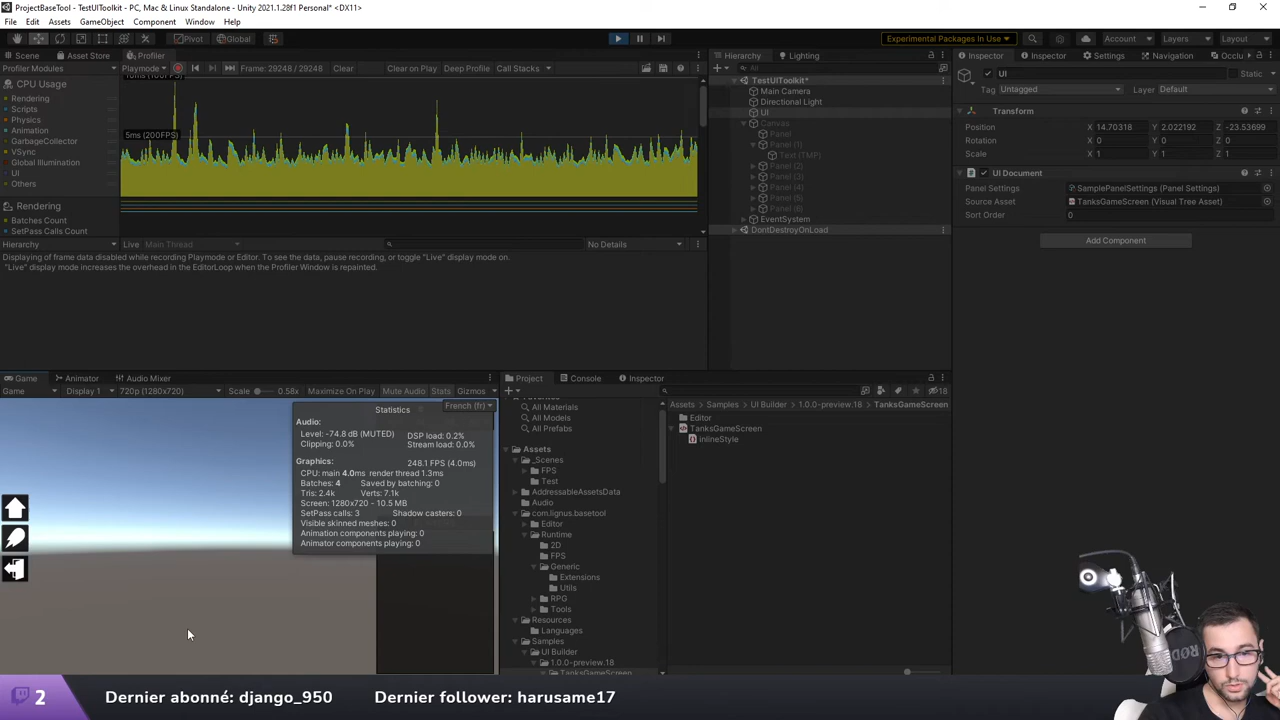 ProjectBaseTool - TestUIToolkit - PC, Mac & Linux Standalone - Unity 2021.1.28f1 Personal* <DX11>
File Edit Assets GameObject Component Window Help
Pivot Global Experimental Packages In Use Account Layers Layout
Scene Asset Store Profiler Hierarchy Lighting Inspector Inspector Settings Navigation Occlu
Profiler Modules Playmode Frame: 29248 / 29248 Clear Clear on Play Deep Profile Call Stacks
All
UI Static
Tag Untagged Layer Default
CPU Usage
Rendering
Scripts
Physics
Animation
GarbageCollector
VSync
Global Illumination
UI
Others
Rendering
Batches Count
SetPass Calls Count
5ms (200FPS)
Hierarchy Live Main Thread No Details
Displaying of frame data disabled while recording Playmode or Editor. To see the data, pause recording, or toggle "Live" display mode on.
"Live" display mode increases the overhead in the EditorLoop when the Profiler Window is repainted.
TestUIToolkit*
Main Camera
Directional Light
UI
Canvas
Panel
Panel (1)
Text (TMP)
Panel (2)
Panel (3)
Panel (4)
Panel (5)
Panel (6)
EventSystem
DontDestroyOnLoad
Transform
Position X 14.70318 Y 2.022192 Z -23.53699
Rotation X 0 Y 0 Z 0
Scale X 1 Y 1 Z 1
UI Document
Panel Settings SamplePanelSettings (Panel Settings)
Source Asset TanksGameScreen (Visual Tree Asset)
Sort Order 0
Add Component
Game Animator Audio Mixer
Game Display 1 720p (1280x720) Scale 0.58x Maximize On Play Mute Audio Stats Gizmos
French (fr)
Statistics
Audio:
Level: -74.8 dB (MUTED) DSP load: 0.2%
Clipping: 0.0% Stream load: 0.0%
Graphics: 248.1 FPS (4.0ms)
CPU: main 4.0ms render thread 1.3ms
Batches: 4 Saved by batching: 0
Tris: 2.4k Verts: 7.1k
Screen: 1280x720 - 10.5 MB
SetPass calls: 3 Shadow casters: 0
Visible skinned meshes: 0
Animation components playing: 0
Animator components playing: 0
Project Console Inspector
18
Favorites
All Materials
All Models
All Prefabs
Assets
_Scenes
FPS
Test
AddressableAssetsData
Audio
com.lignus.basetool
Editor
Runtime
2D
FPS
Generic
Extensions
Utils
RPG
Tools
Resources
Languages
Samples
UI Builder
1.0.0-preview.18
TanksGameScreen
Assets > Samples > UI Builder > 1.0.0-preview.18 > TanksGameScreen
Editor
TanksGameScreen
inlineStyle
RØDE
2 Dernier abonné: django_950 Dernier follower: harusame17